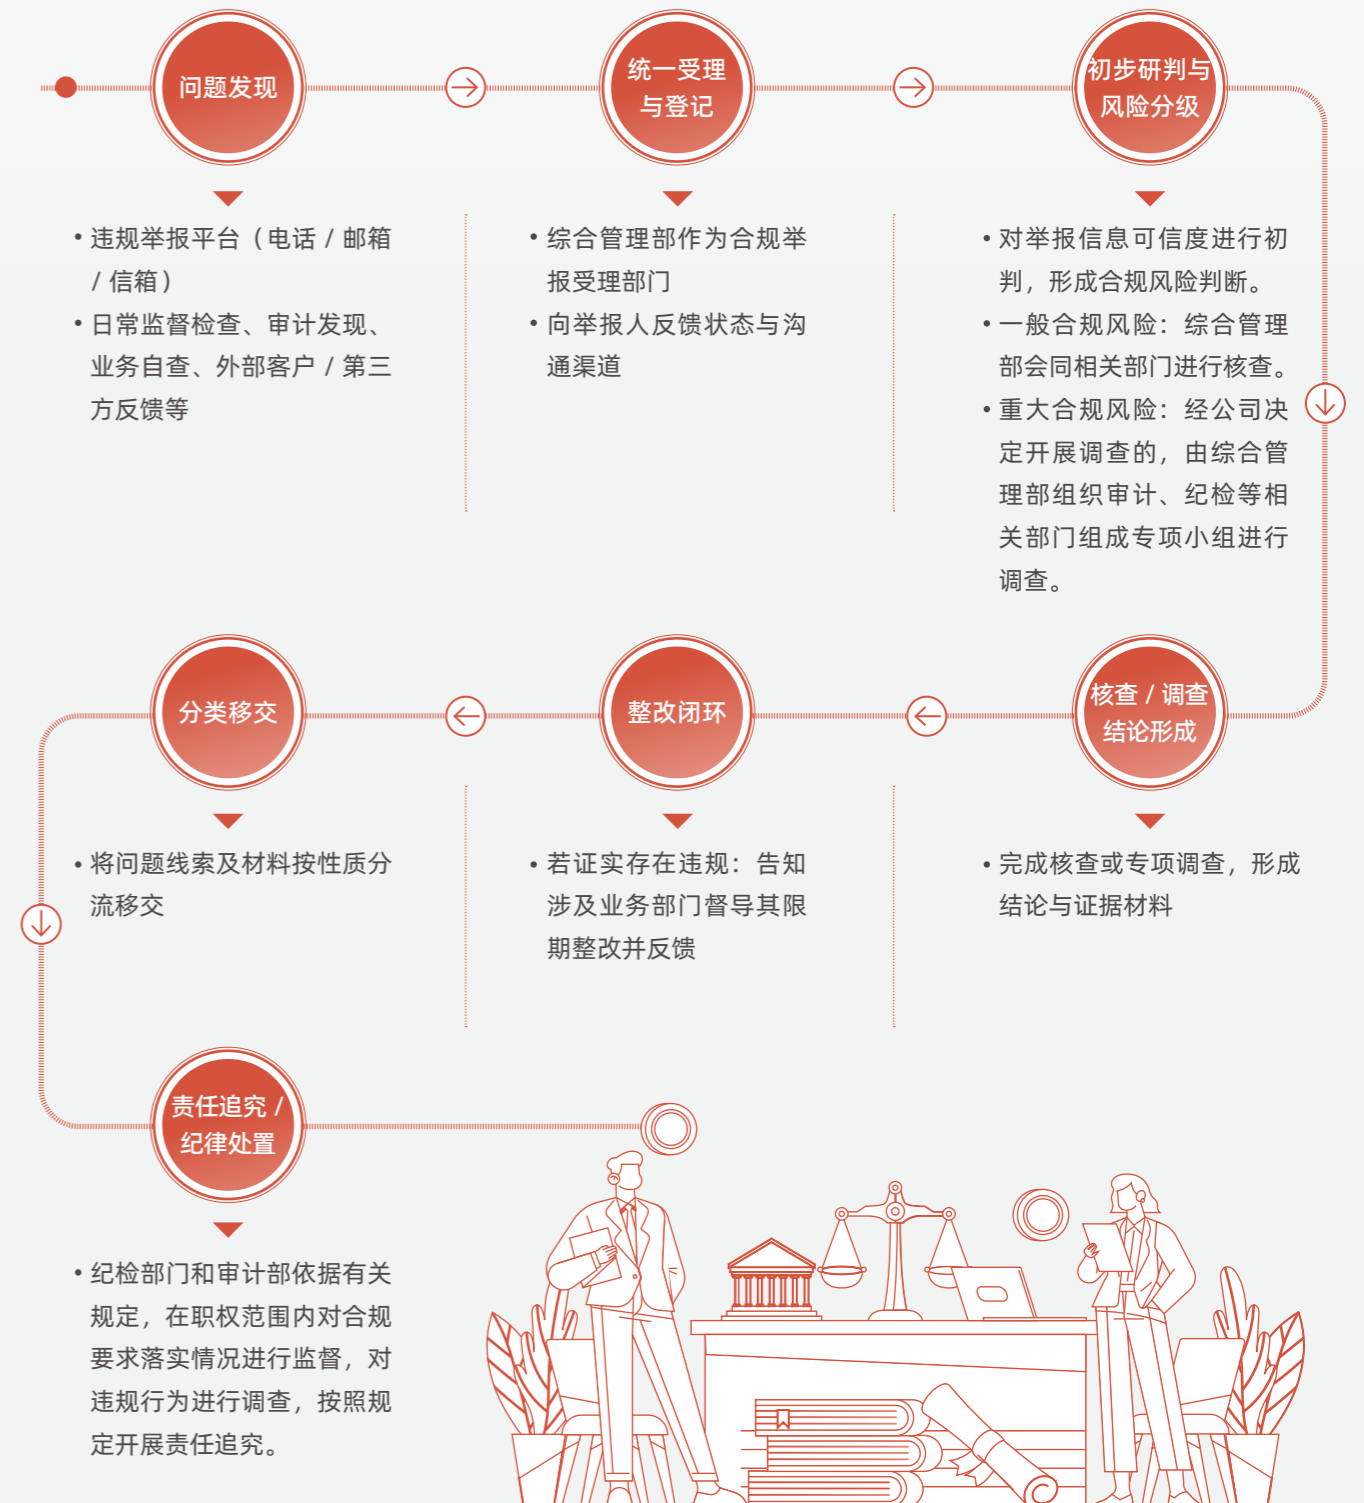 问题发现
• 违规举报平台（电话 / 邮箱
/ 信箱）
• 日常监督检查、审计发现、
业务自查、外部客户 / 第三
方反馈等
统一受理
与登记
• 综合管理部作为合规举
报受理部门
• 向举报人反馈状态与沟
通渠道
初步研判与
风险分级
• 对举报信息可信度进行初
判，形成合规风险判断。
• 一般合规风险：综合管理
部会同相关部门进行核查。
• 重大合规风险：经公司决
定开展调查的，由综合管
理部组织审计、纪检等相
关部门组成专项小组进行
调查。
核查 / 调查
结论形成
• 完成核查或专项调查，形成
结论与证据材料
整改闭环
• 若证实存在违规：告知
涉及业务部门督导其限
期整改并反馈
分类移交
• 将问题线索及材料按性质分
流移交
责任追究 /
纪律处置
• 纪检部门和审计部依据有关
规定，在职权范围内对合规
要求落实情况进行监督，对
违规行为进行调查，按照规
定开展责任追究。